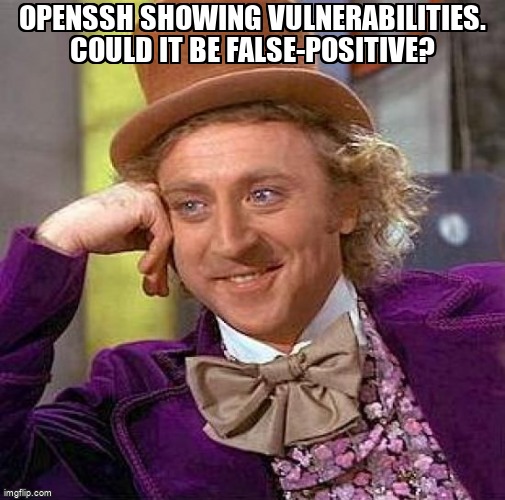 OPENSSH SHOWING VULNERABILITIES.
COULD IT BE FALSE-POSITIVE?
imgflip.com